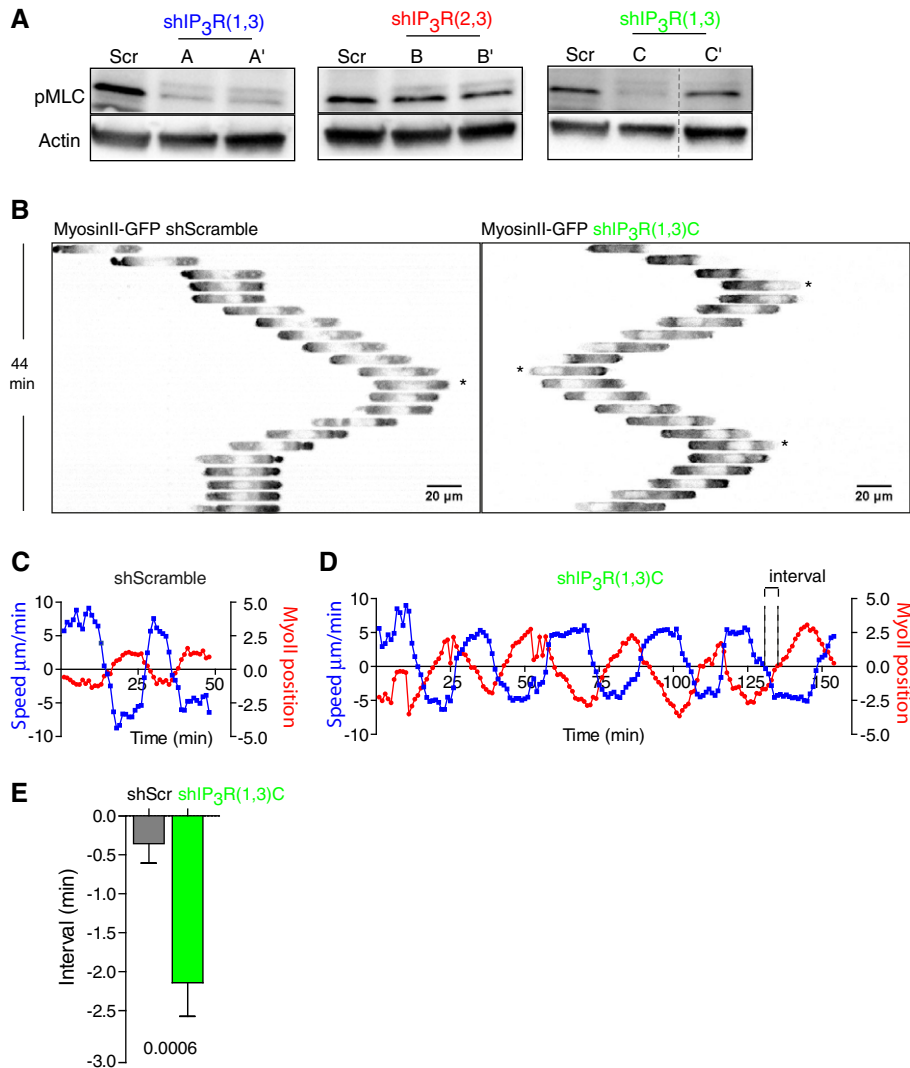 A
shIP3R(1,3) shIP3R(2,3) shIP3R(1,3)
Scr A A' Scr B B' Scr C C'
pMLC
Actin
B
MyosinII-GFP shScramble MyosinII-GFP shIP3R(1,3)C
44
min
*
*
*
*
20 µm 20 µm
C
shScramble
Speed µm/min
10
5
0
-5
-10
25 50
Time (min)
5.0
2.5
0.0
-2.5
-5.0
MyoII position
D
shIP3R(1,3)C
interval
Speed µm/min
10
5
0
-5
-10
25 50 75 100 125 150
Time (min)
5.0
2.5
0.0
-2.5
-5.0
MyoII position
E
shScr shIP3R(1,3)C
Interval (min)
0.0
-0.5
-1.0
-1.5
-2.0
-2.5
-3.0
0.0006